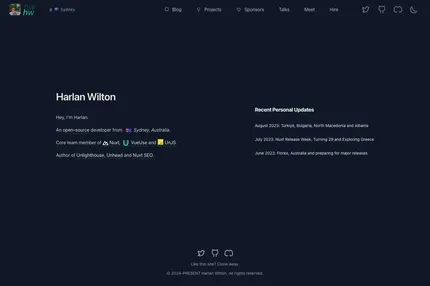 hw
Sydney
Blog
Projects
Sponsors
Talks
Meet
Hire
Harlan Wilton
Hey, I'm Harlan.
An open-source developer from Sydney, Australia.
Core team member of Nuxt, VueUse and UnJS
Author of Unlighthouse, Unhead and Nuxt SEO.
Recent Personal Updates
August 2023: Türkiye, Bulgaria, North Macedonia and Albania
July 2023: Nuxt Release Week, Turning 29 and Exploring Greece
June 2023: Flores, Australia and preparing for major releases
Like this site? Clone Away.
© 2016-PRESENT Harlan Wilton. All rights reserved.